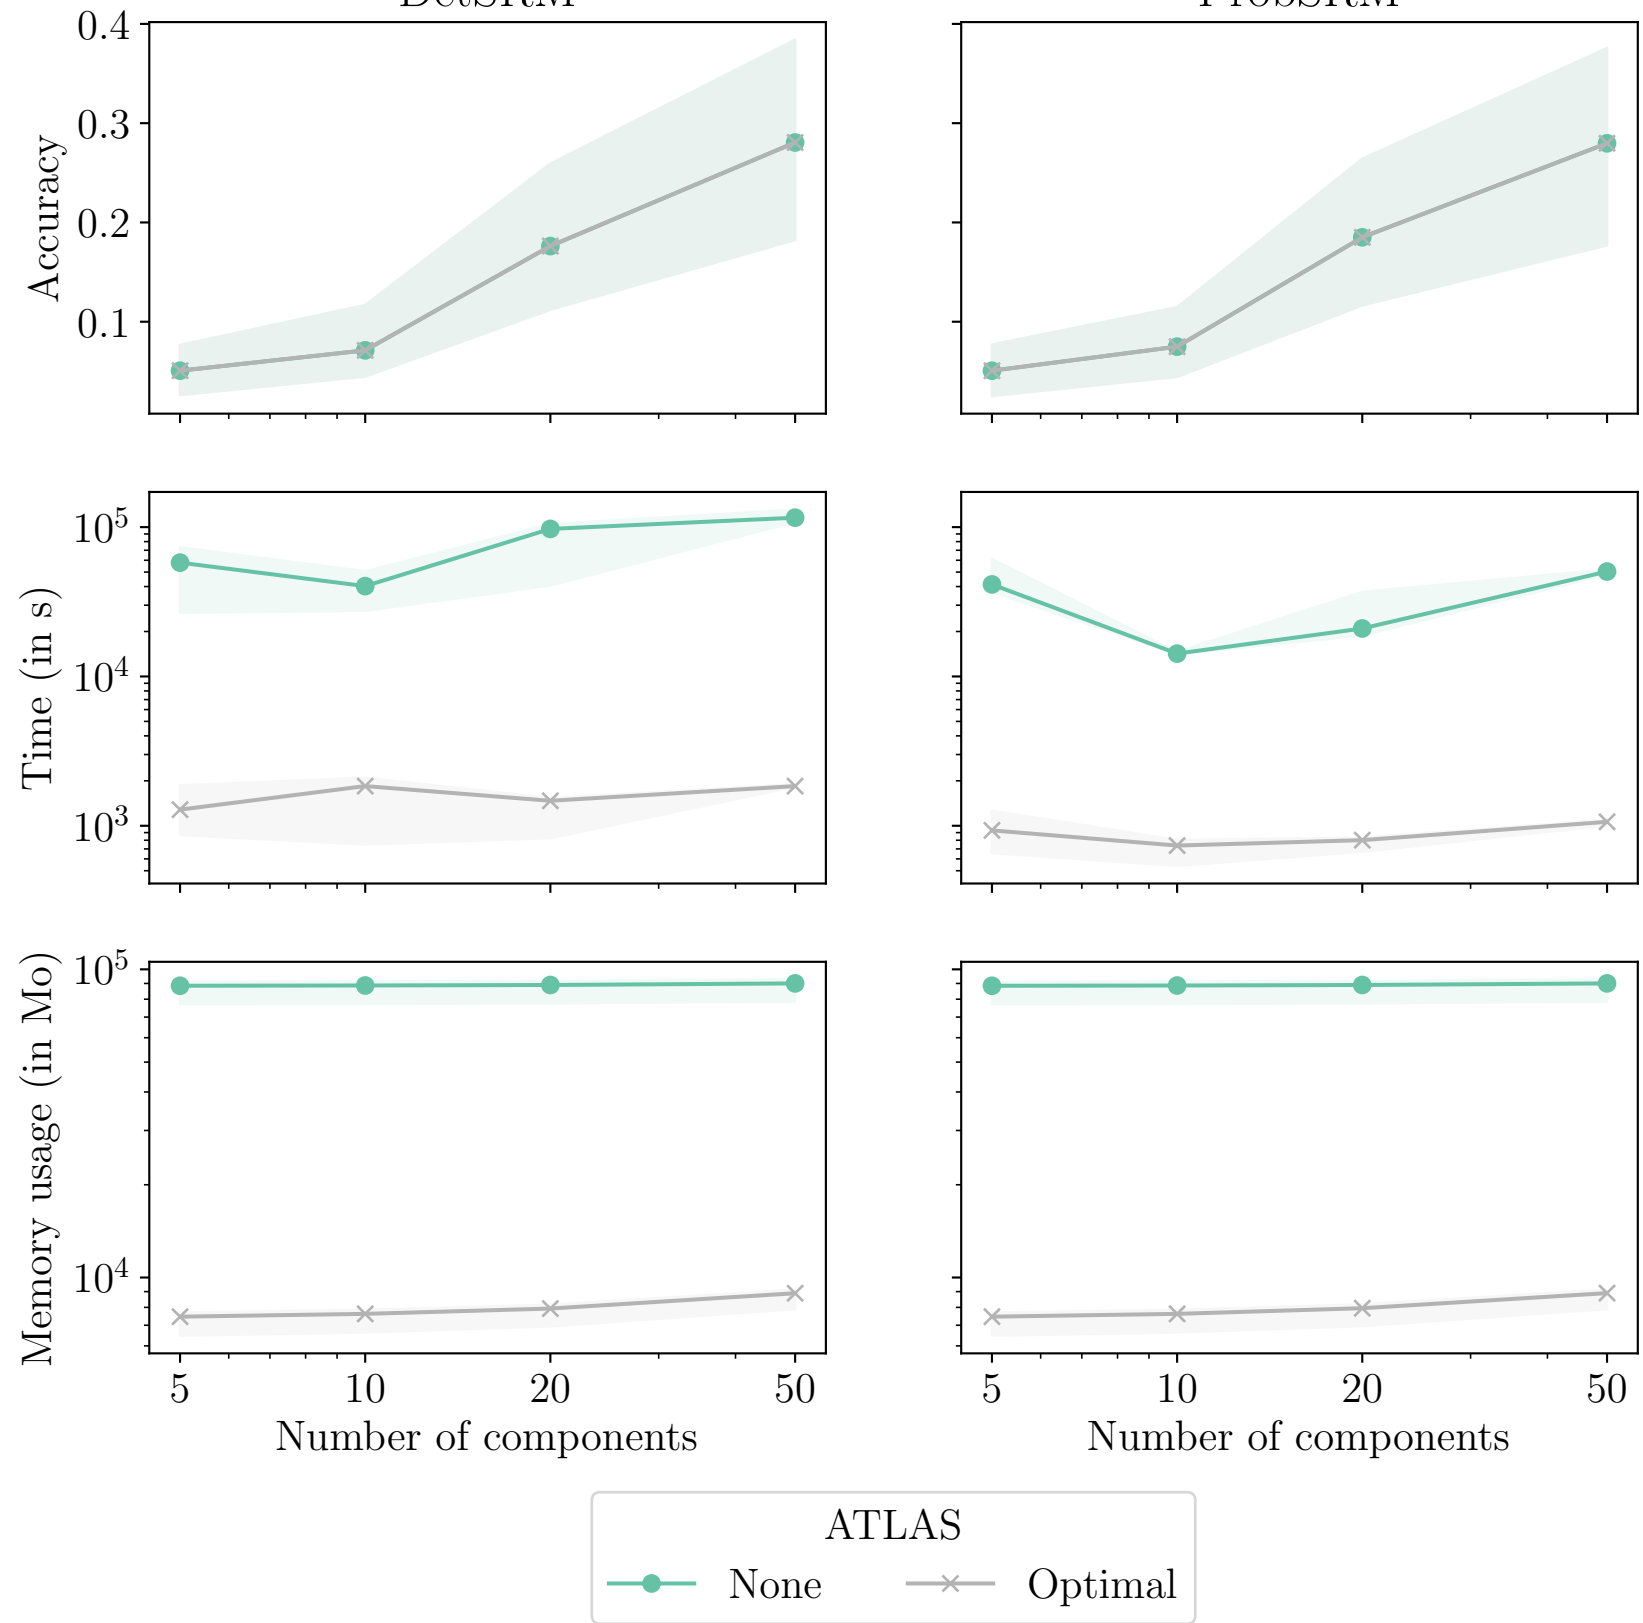 DetSRM ProbSRM
0.4
0.3
0.2
0.1
Accuracy
10^5
10^4
10^3
Time (in s)
10^5
10^4
Memory usage (in Mo)
5 10 20 50 5 10 20 50
Number of components Number of components
ATLAS
None Optimal